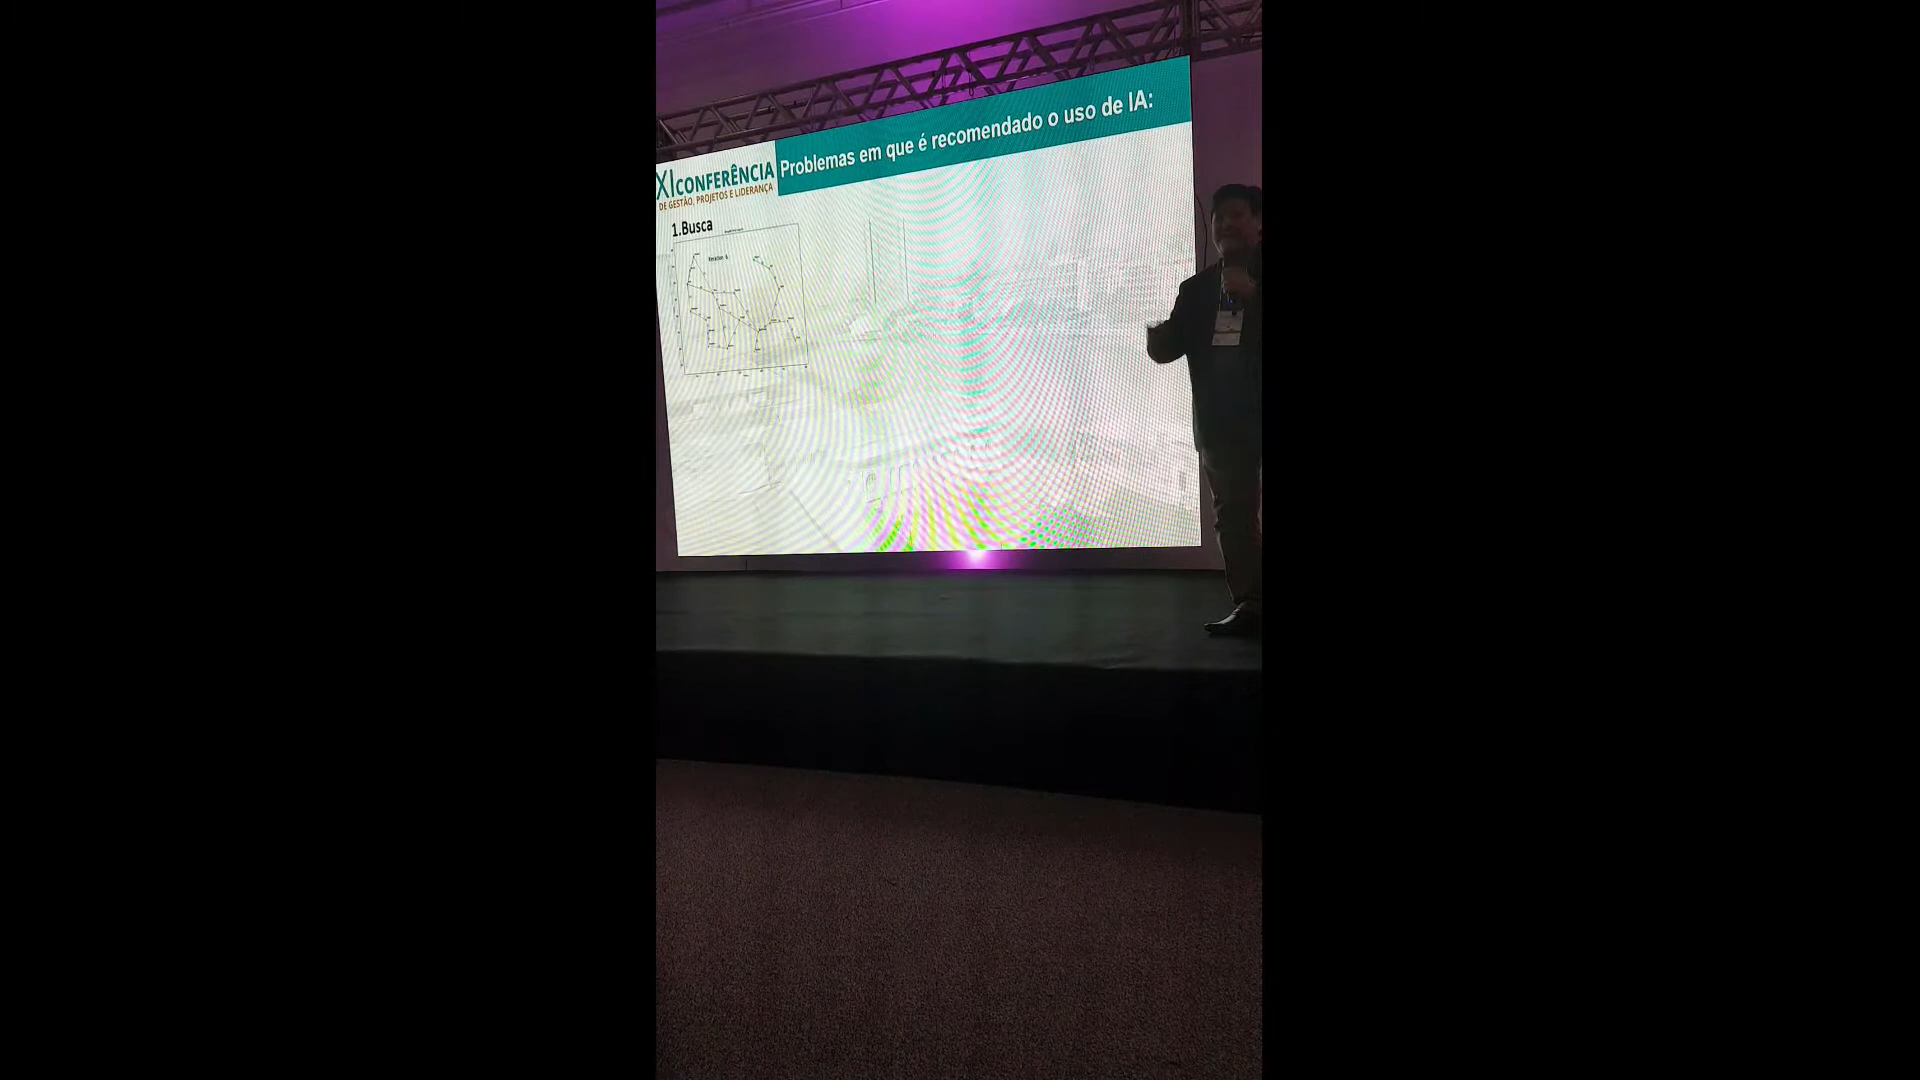 Problemas em que é recomendado o uso de IA:
XI CONFERÊNCIA
DE GESTÃO, PROJETOS E LIDERANÇA
1.Busca